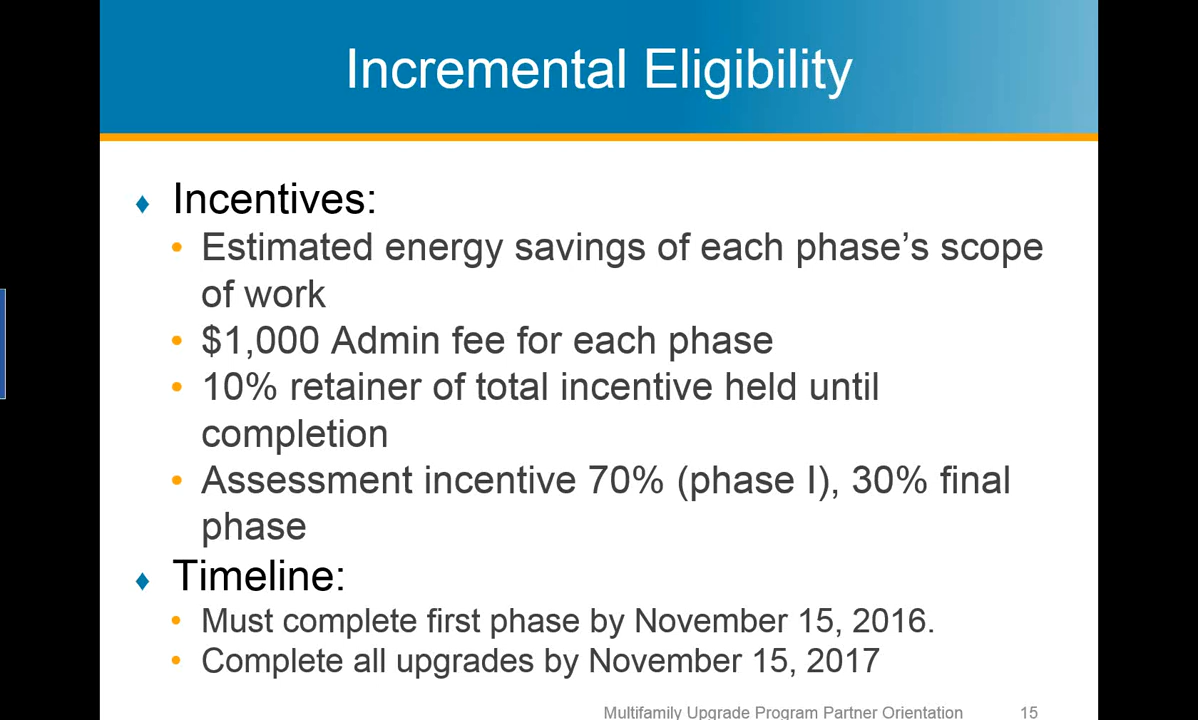 Incremental Eligibility
♦ Incentives:
• Estimated energy savings of each phase’s scope
of work
• $1,000 Admin fee for each phase
• 10% retainer of total incentive held until
completion
• Assessment incentive 70% (phase I), 30% final
phase
♦ Timeline:
• Must complete first phase by November 15, 2016.
• Complete all upgrades by November 15, 2017
Multifamily Upgrade Program Partner Orientation 15